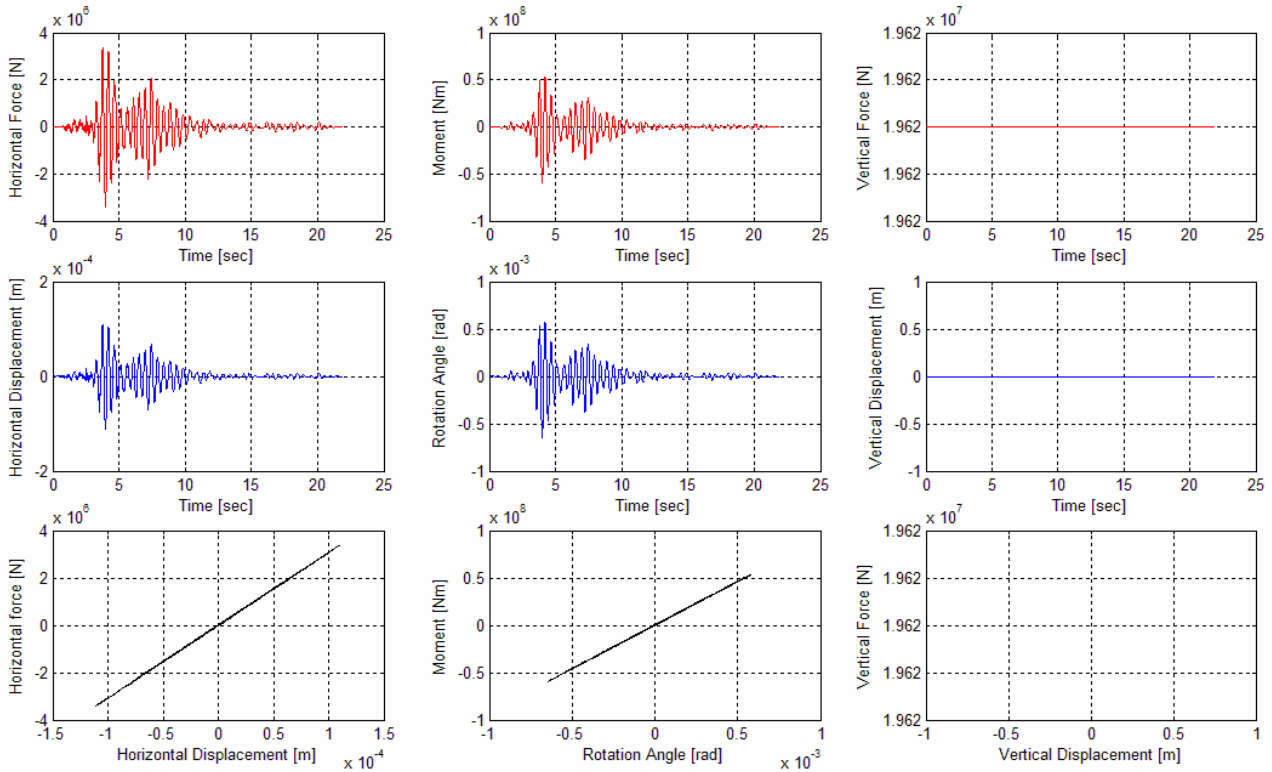 x 10^6
Horizontal Force [N]
4
2
0
-2
-4
0 5 10 15 20 25
Time [sec]
x 10^8
Moment [Nm]
1
0.5
0
-0.5
-1
0 5 10 15 20 25
Time [sec]
x 10^7
Vertical Force [N]
1.962
1.962
1.962
1.962
1.962
0 5 10 15 20 25
Time [sec]
x 10^-4
Horizontal Displacement [m]
2
0
-2
0 5 10 15 20 25
Time [sec]
x 10^-3
Rotation Angle [rad]
1
0.5
0
-0.5
-1
0 5 10 15 20 25
Time [sec]
Vertical Displacement [m]
1
0.5
0
-0.5
-1
0 5 10 15 20 25
Time [sec]
x 10^6
Horizontal force [N]
4
2
0
-2
-4
-1.5 -1 -0.5 0 0.5 1 1.5
Horizontal Displacement [m]
x 10^-4
x 10^8
Moment [Nm]
1
0.5
0
-0.5
-1
-1 -0.5 0 0.5 1
Rotation Angle [rad]
x 10^-3
x 10^7
Vertical Force [N]
1.962
1.962
1.962
1.962
1.962
-1 -0.5 0 0.5 1
Vertical Displacement [m]